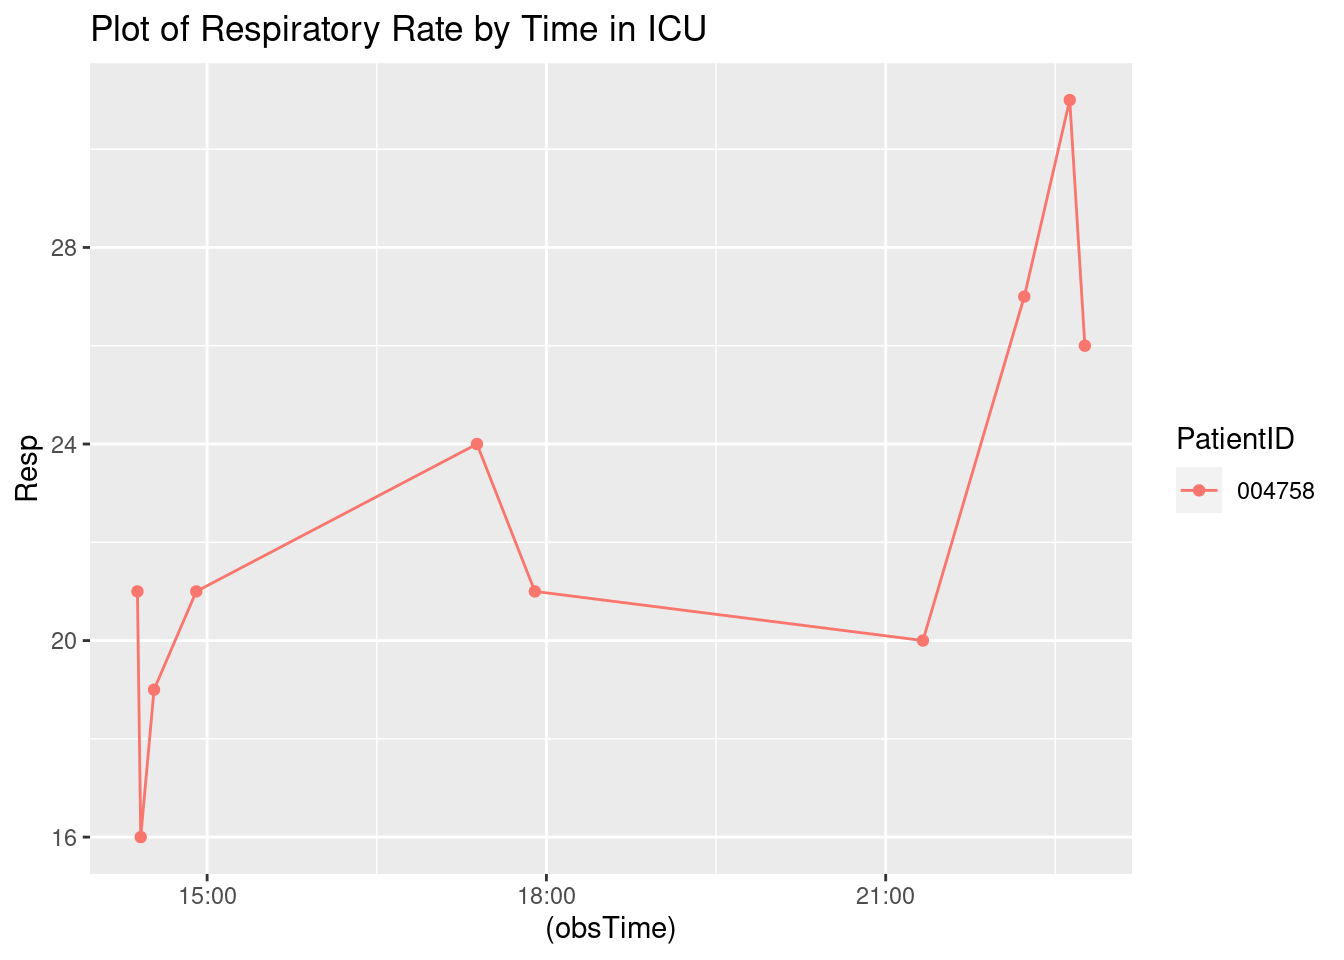 Plot of Respiratory Rate by Time in ICU
28
24
20
16
Resp
15:00 18:00 21:00
(obsTime)
PatientID
004758